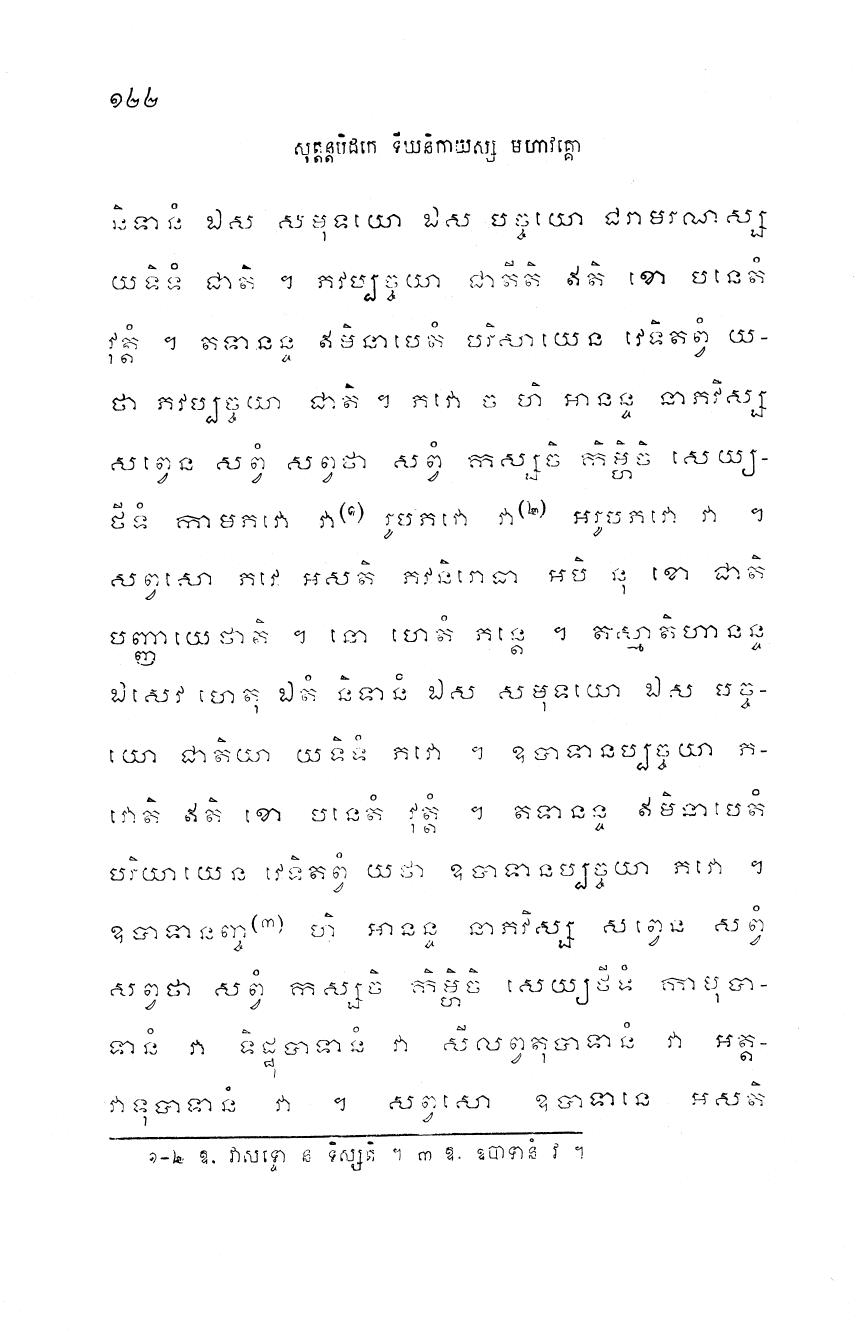 ១២២
សុត្តន្តបិដកេ ទីឃនិកាយស្ស មហាវគ្គោ
និទានំ ឯស សមុទយោ ឯស បច្ចយោ ជរាមរណស្ស
យទិទំ ជាតិ ។ ភវប្បច្ចយា ជាតីតិ ឥតិ ខោ បនេតំ
វុត្តំ ។ តទានន្ទ ឥមិនាបេតំ បរិសាយេន វេទិតព្វំ យ-
ថា ភវប្បច្ចយា ជាតិ ។ ភវោ ច ហិ អានន្ទ នាភវិស្ស
សព្វេន សព្វំ សព្វថា សព្វំ កស្សចិ កិម្ហិចិ សេយ្យ-
ថីទំ កាមភវោ វា(១) រូបភវោ វា(២) អរូបភវោ វា ។
សព្វសោ ភវេ អសតិ ភវនិរោធា អបិ នុ ខោ ជាតិ
បញ្ញាយេថាតិ ។ នោ ហេតំ ភន្តេ ។ តស្មាតិហានន្ទ
ឯសេវ ហេតុ ឯតំ និទានំ ឯស សមុទយោ ឯស បច្ច-
យោ ជាតិយា យទិទំ ភវោ ។ ឧបាទានប្បច្ចយា ភ-
វោតិ ឥតិ ខោ បនេតំ វុត្តំ ។ តទានន្ទ ឥមិនាបេតំ
បរិយាយេន វេទិតព្វំ យថា ឧបាទានប្បច្ចយា ភវោ ។
ឧបាទានញ្ច(៣) ហិ អានន្ទ នាភវិស្ស សព្វេន សព្វំ
សព្វថា សព្វំ កស្សចិ កិម្ហិចិ សេយ្យថីទំ កាមុបា-
ទានំ វា ទិដ្ឋុបាទានំ វា សីលព្វតុបាទានំ វា អត្ត-
វាទុបាទានំ វា ។ សព្វសោ ឧបាទានេ អសតិ
១-២ ឱ. វាសទ្ទោ ន ទិស្សតិ ។ ៣ ឱ. ឧបាទានំ វ ។